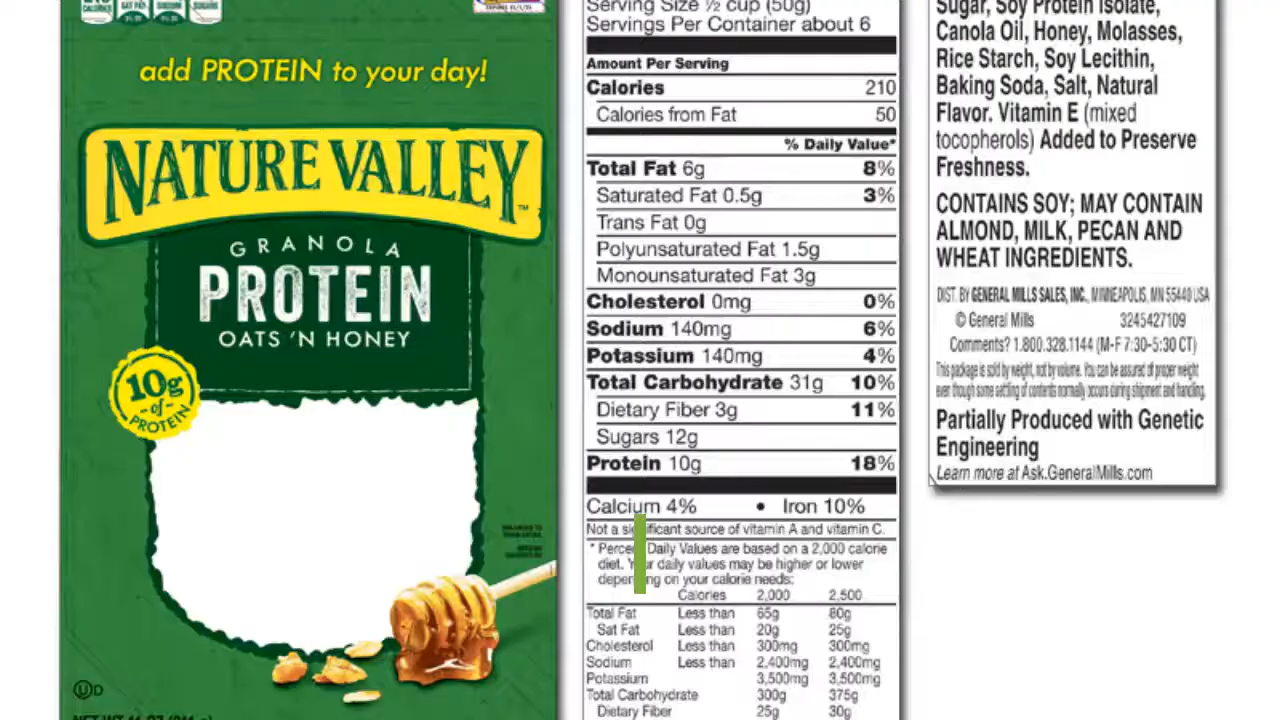 CALORIES
SAT FAT
SUGARS
add PROTEIN to your day!
NATURE VALLEY™
GRANOLA
PROTEIN
OATS 'N HONEY
10g
of
PROTEIN
UD
Serving Size ½ cup (50g)
Servings Per Container about 6
Amount Per Serving
Calories 210
Calories from Fat 50
% Daily Value*
Total Fat 6g 8%
Saturated Fat 0.5g 3%
Trans Fat 0g
Polyunsaturated Fat 1.5g
Monounsaturated Fat 3g
Cholesterol 0mg 0%
Sodium 140mg 6%
Potassium 140mg 4%
Total Carbohydrate 31g 10%
Dietary Fiber 3g 11%
Sugars 12g
Protein 10g 18%
Calcium 4% • Iron 10%
Not a significant source of vitamin A and vitamin C.
* Percent Daily Values are based on a 2,000 calorie
diet. Your daily values may be higher or lower
depending on your calorie needs:
Calories 2,000 2,500
Total Fat Less than 65g 80g
Sat Fat Less than 20g 25g
Cholesterol Less than 300mg 300mg
Sodium Less than 2,400mg 2,400mg
Potassium 3,500mg 3,500mg
Total Carbohydrate 300g 375g
Dietary Fiber 25g 30g
Sugar, Soy Protein Isolate,
Canola Oil, Honey, Molasses,
Rice Starch, Soy Lecithin,
Baking Soda, Salt, Natural
Flavor. Vitamin E (mixed
tocopherols) Added to Preserve
Freshness.
CONTAINS SOY; MAY CONTAIN
ALMOND, MILK, PECAN AND
WHEAT INGREDIENTS.
DIST. BY GENERAL MILLS SALES, INC., MINNEAPOLIS, MN 55440 USA
© General Mills 3245427109
Comments? 1.800.328.1144 (M-F 7:30-5:30 CT)
This package is sold by weight, not by volume. You can be assured of proper weight
even though some settling of contents normally occurs during shipment and handling.
Partially Produced with Genetic
Engineering
Learn more at Ask.GeneralMills.com